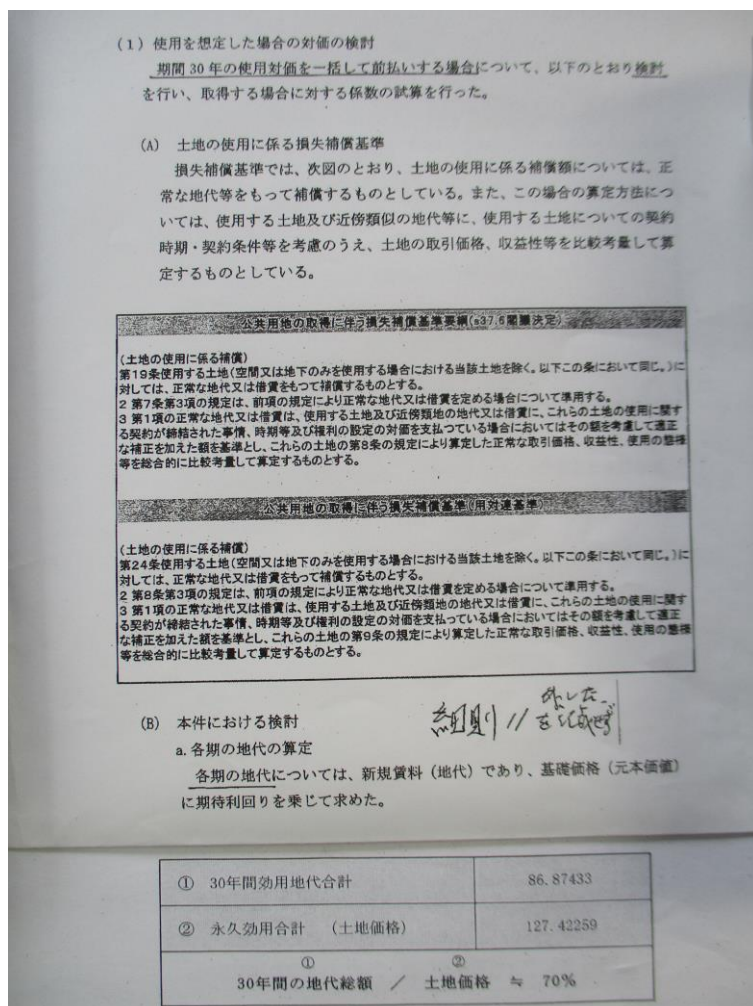 (1) 使用を想定した場合の対価の検討
期間30年の使用対価を一括して前払いする場合について、以下のとおり検討
を行い、取得する場合に対する係数の試算を行った。
(A) 土地の使用に係る損失補償基準
損失補償基準では、次図のとおり、土地の使用に係る補償額については、正
常な地代等をもって補償するものとしている。また、この場合の算定方法につ
いては、使用する土地及び近傍類似の地代等に、使用する土地についての契約
時期・契約条件等を考慮のうえ、土地の取引価格、収益性等を比較考量して算
定するものとしている。
公共用地の取得に伴う損失補償基準要綱(s37.6閣議決定)
(土地の使用に係る補償)
第19条使用する土地(空間又は地下のみを使用する場合における当該土地を除く。以下この条において同じ。)に
対しては、正常な地代又は借賃をもつて補償するものとする。
2 第7条第3項の規定は、前項の規定により正常な地代又は借賃を定める場合について準用する。
3 第1項の正常な地代又は借賃は、使用する土地及び近傍類地の地代又は借賃に、これらの土地の使用に関す
る契約が締結された事情、時期等及び権利の設定の対価を支払つている場合においてはその額を考慮して適正
な補正を加えた額を基準とし、これらの土地の第8条の規定により算定した正常な取引価格、収益性、使用の態様
等を総合的に比較考量して算定するものとする。
公共用地の取得に伴う損失補償基準(用対連基準)
(土地の使用に係る補償)
第24条使用する土地(空間又は地下のみを使用する場合における当該土地を除く。以下この条において同じ。)に
対しては、正常な地代又は借賃をもつて補償するものとする。
2 第8条第3項の規定は、前項の規定により正常な地代又は借賃を定める場合について準用する。
3 第1項の正常な地代又は借賃は、使用する土地及び近傍類地の地代又は借賃に、これらの土地の使用に関す
る契約が締結された事情、時期等及び権利の設定の対価を支払つている場合においてはその額を考慮して適正
な補正を加えた額を基準とし、これらの土地の第9条の規定により算定した正常な取引価格、収益性、使用の態様
等を総合的に比較考量して算定するものとする。
(B) 本件における検討
細則//
a. 各期の地代の算定
各期の地代については、新規賃料(地代)であり、基礎価格(元本価値)
に期待利回りを乗じて求めた。
① 30年間効用地代合計 86.87433
② 永久効用合計 (土地価格) 127.42259
① ②
30年間の地代総額 / 土地価格 ≒ 70%